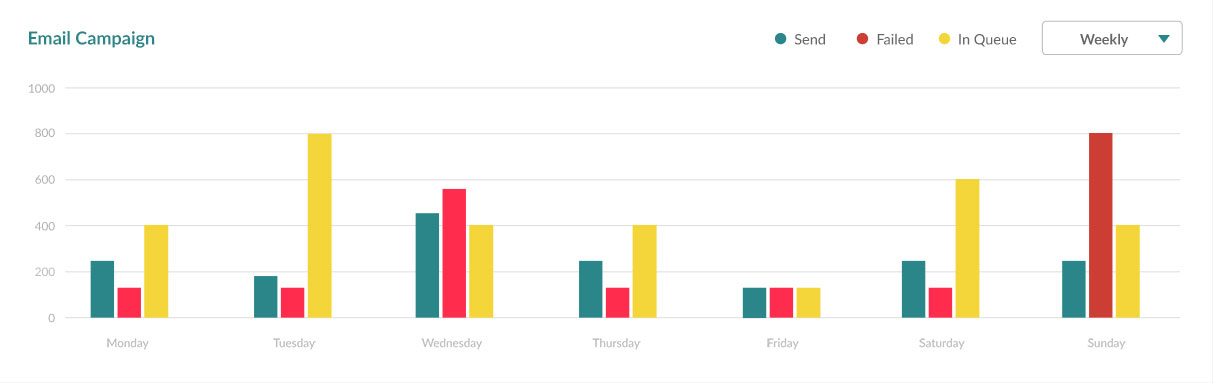 Email Campaign
Send Failed In Queue Weekly
1000
800
600
400
200
0
Monday Tuesday Wednesday Thursday Friday Saturday Sunday